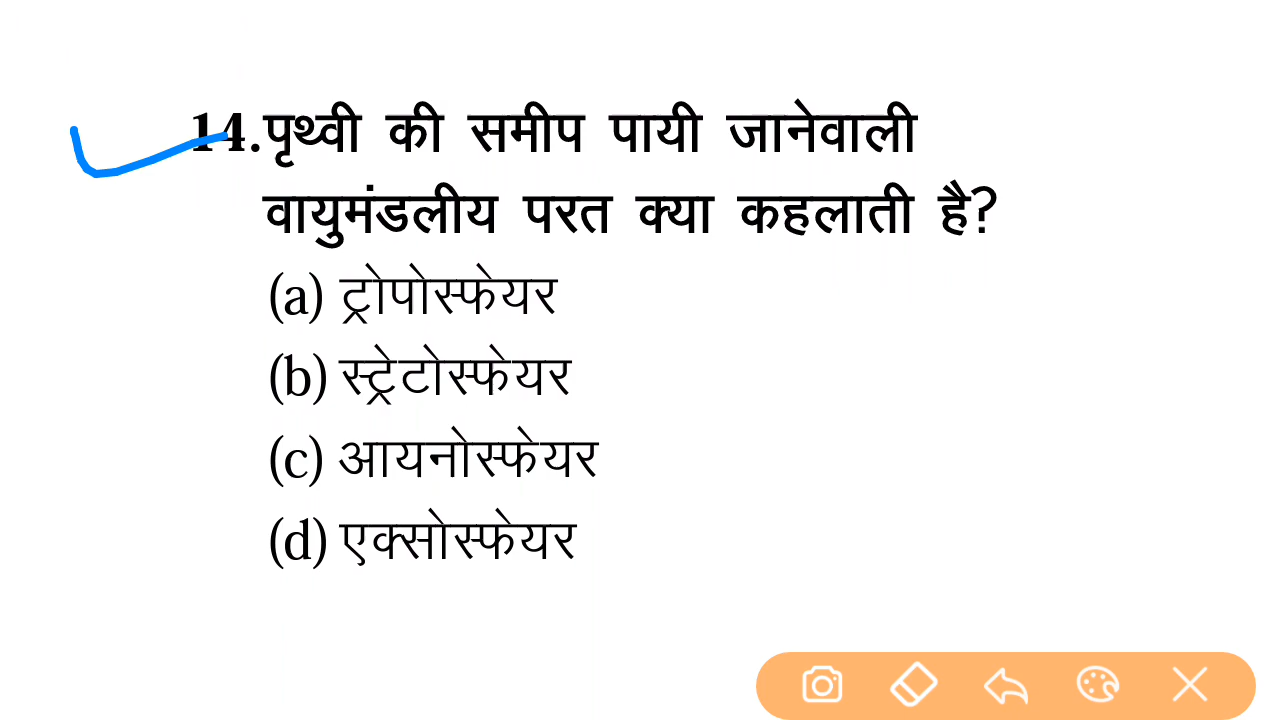 14.पृथ्वी की समीप पायी जानेवाली
वायुमंडलीय परत क्या कहलाती है?
(a) ट्रोपोस्फेयर
(b) स्ट्रेटोस्फेयर
(c) आयनोस्फेयर
(d) एक्सोस्फेयर